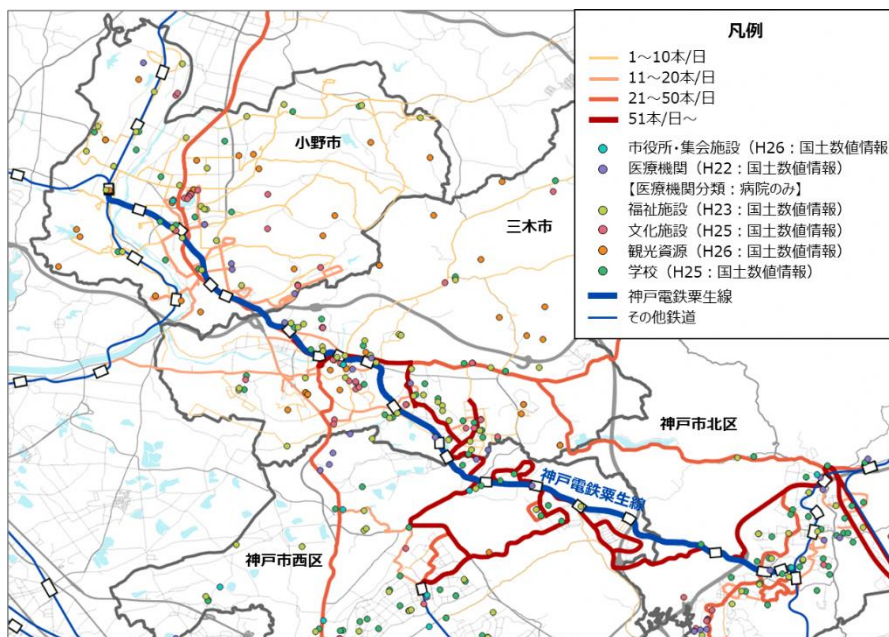 凡例
1～10本/日
11～20本/日
21～50本/日
51本/日～
市役所・集会施設（H26：国土数値情報
医療機関（H22：国土数値情報）
【医療機関分類：病院のみ】
福祉施設（H23：国土数値情報）
文化施設（H25：国土数値情報）
観光資源（H26：国土数値情報）
学校（H25：国土数値情報）
神戸電鉄粟生線
その他鉄道
小野市
三木市
神戸市北区
神戸電鉄粟生線
神戸市西区